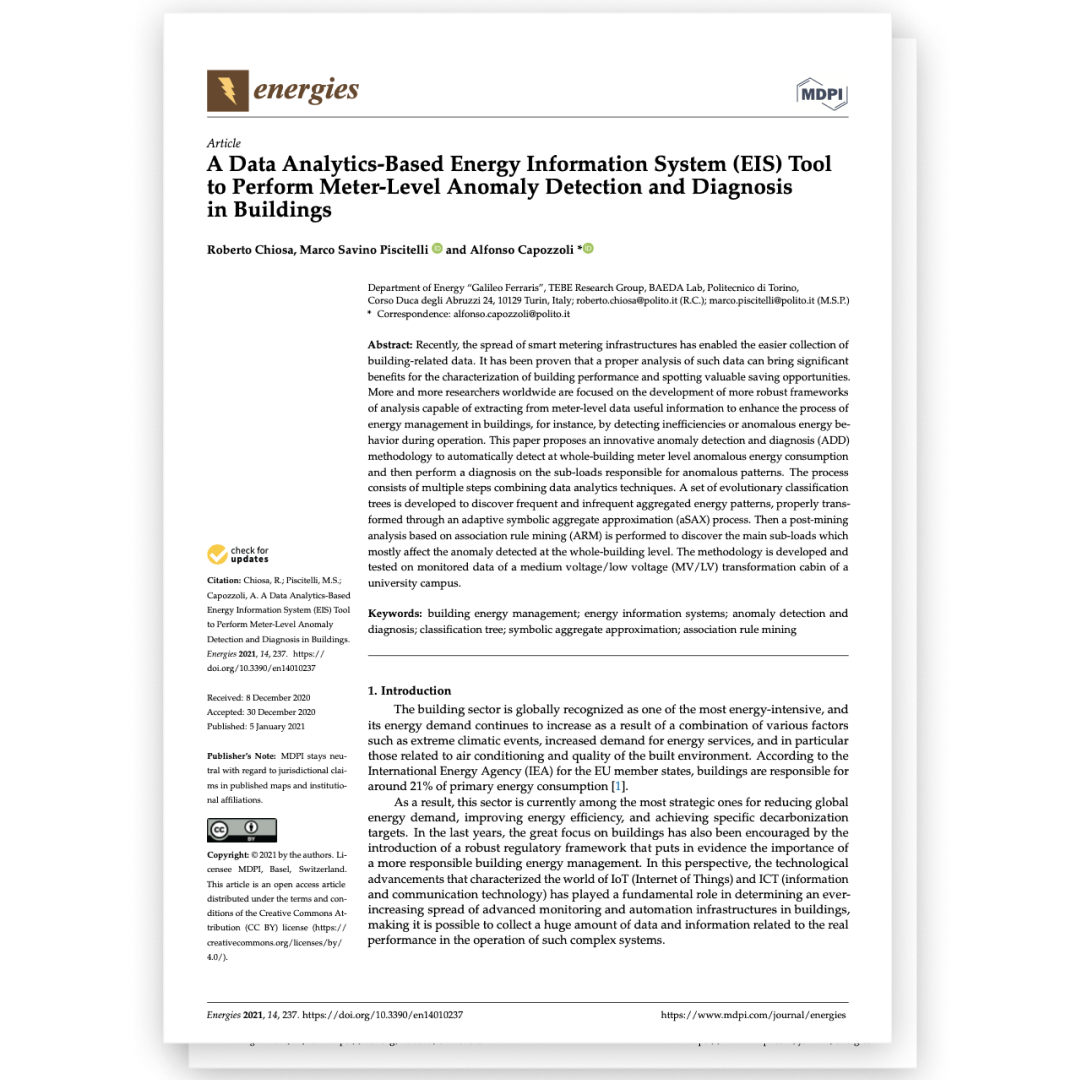 energies
MDPI
Article
A Data Analytics-Based Energy Information System (EIS) Tool
to Perform Meter-Level Anomaly Detection and Diagnosis
in Buildings
Roberto Chiosa, Marco Savino Piscitelli and Alfonso Capozzoli *
Department of Energy “Galileo Ferraris”, TEBE Research Group, BAEDA Lab, Politecnico di Torino,
Corso Duca degli Abruzzi 24, 10129 Turin, Italy; roberto.chiosa@polito.it (R.C.); marco.piscitelli@polito.it (M.S.P.)
* Correspondence: alfonso.capozzoli@polito.it
Abstract: Recently, the spread of smart metering infrastructures has enabled the easier collection of
building-related data. It has been proven that a proper analysis of such data can bring significant
benefits for the characterization of building performance and spotting valuable saving opportunities.
More and more researchers worldwide are focused on the development of more robust frameworks
of analysis capable of extracting from meter-level data useful information to enhance the process of
energy management in buildings, for instance, by detecting inefficiencies or anomalous energy be-
havior during operation. This paper proposes an innovative anomaly detection and diagnosis (ADD)
methodology to automatically detect at whole-building meter level anomalous energy consumption
and then perform a diagnosis on the sub-loads responsible for anomalous patterns. The process
consists of multiple steps combining data analytics techniques. A set of evolutionary classification
trees is developed to discover frequent and infrequent aggregated energy patterns, properly trans-
formed through an adaptive symbolic aggregate approximation (aSAX) process. Then a post-mining
analysis based on association rule mining (ARM) is performed to discover the main sub-loads which
mostly affect the anomaly detected at the whole-building level. The methodology is developed and
tested on monitored data of a medium voltage/low voltage (MV/LV) transformation cabin of a
university campus.
Keywords: building energy management; energy information systems; anomaly detection and
diagnosis; classification tree; symbolic aggregate approximation; association rule mining
check for
updates
Citation: Chiosa, R.; Piscitelli, M.S.;
Capozzoli, A. A Data Analytics-Based
Energy Information System (EIS) Tool
to Perform Meter-Level Anomaly
Detection and Diagnosis in Buildings.
Energies 2021, 14, 237. https://
doi.org/10.3390/en14010237
Received: 8 December 2020
Accepted: 30 December 2020
Published: 5 January 2021
Publisher’s Note: MDPI stays neu-
tral with regard to jurisdictional clai-
ms in published maps and institutio-
nal affiliations.
cc
BY
Copyright: © 2021 by the authors. Li-
censee MDPI, Basel, Switzerland.
This article is an open access article
distributed under the terms and con-
ditions of the Creative Commons At-
tribution (CC BY) license (https://
creativecommons.org/licenses/by/
4.0/).
1. Introduction
The building sector is globally recognized as one of the most energy-intensive, and
its energy demand continues to increase as a result of a combination of various factors
such as extreme climatic events, increased demand for energy services, and in particular
those related to air conditioning and quality of the built environment. According to the
International Energy Agency (IEA) for the EU member states, buildings are responsible for
around 21% of primary energy consumption [1].
As a result, this sector is currently among the most strategic ones for reducing global
energy demand, improving energy efficiency, and achieving specific decarbonization
targets. In the last years, the great focus on buildings has also been encouraged by the
introduction of a robust regulatory framework that puts in evidence the importance of
a more responsible building energy management. In this perspective, the technological
advancements that characterized the world of IoT (Internet of Things) and ICT (information
and communication technology) has played a fundamental role in determining an ever-
increasing spread of advanced monitoring and automation infrastructures in buildings,
making it is possible to collect a huge amount of data and information related to the real
performance in the operation of such complex systems.
Energies 2021, 14, 237. https://doi.org/10.3390/en14010237
https://www.mdpi.com/journal/energies